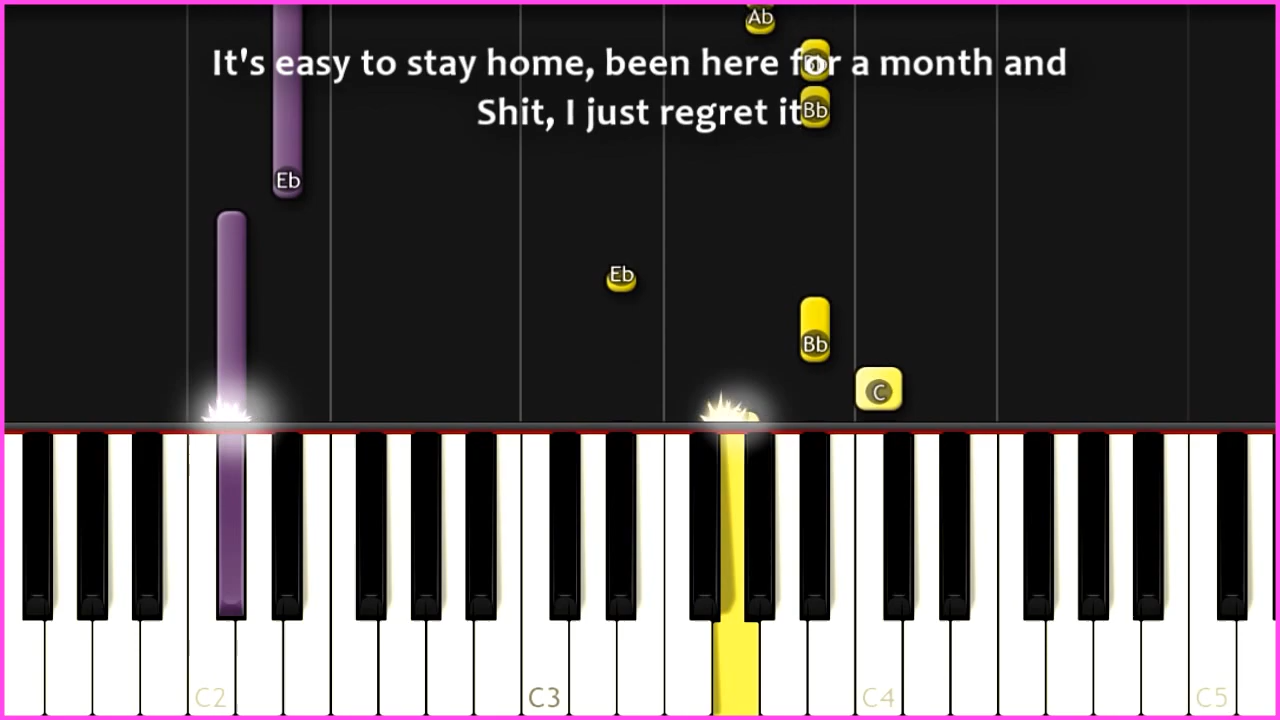 Ab
It's easy to stay home, been here for a month and
Shit, I just regret it
Bb
Eb
Eb
Bb
C
C2
C3
C4
C5